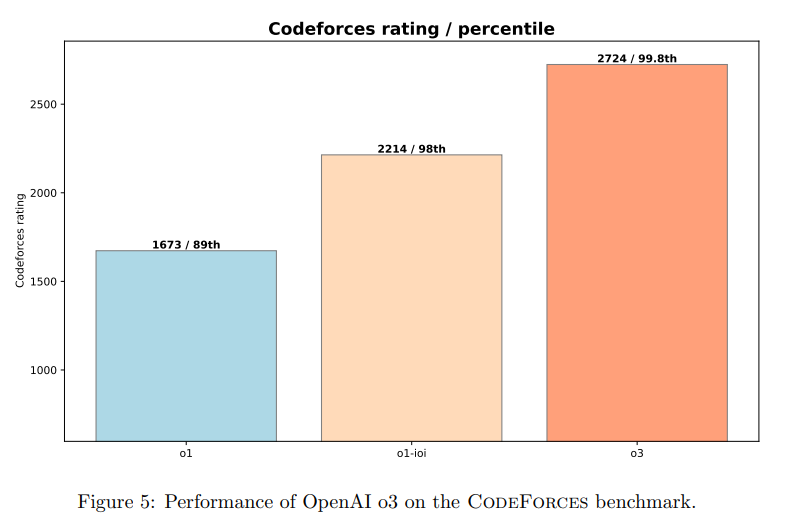 Codeforces rating / percentile
2724 / 99.8th
2500
2214 / 98th
2000
Codeforces rating
1673 / 89th
1500
1000
o1
o1-ioi
o3
Figure 5: Performance of OpenAI o3 on the CODEFORCES benchmark.